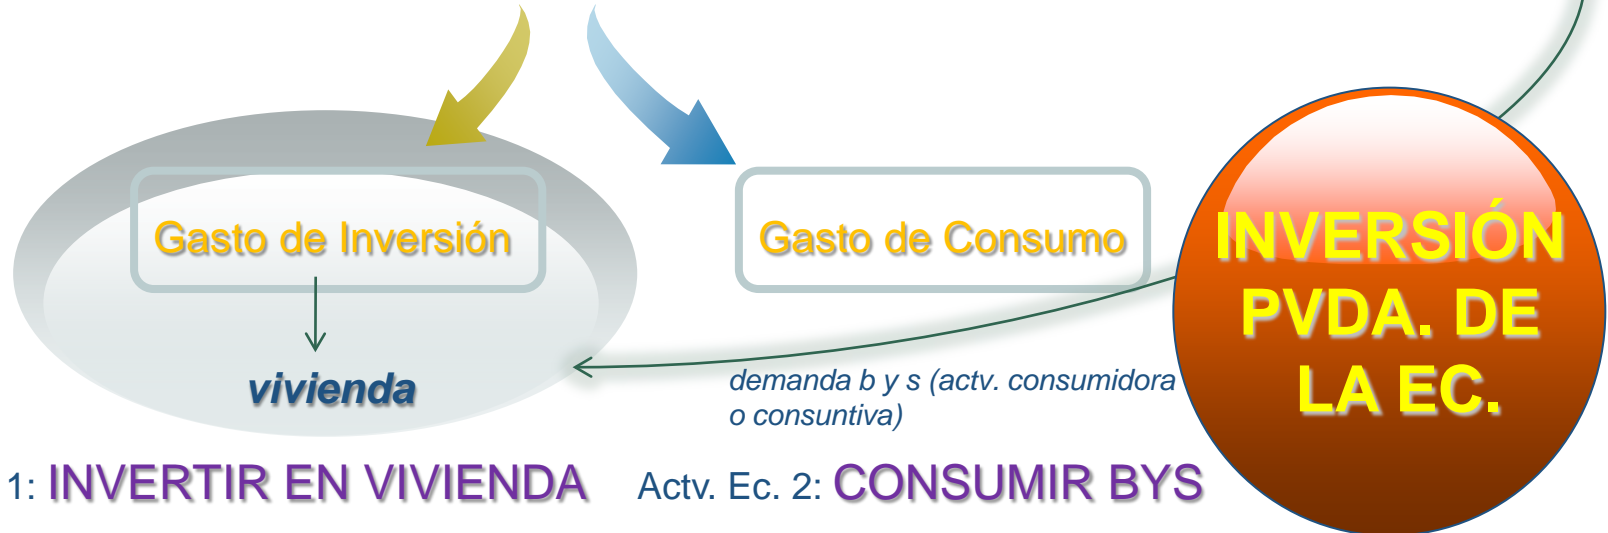 Gasto de Inversión
Gasto de Consumo
vivienda
demanda b y s (actv. consumidora
o consuntiva)
1: INVERTIR EN VIVIENDA
Actv. Ec. 2: CONSUMIR BYS
INVERSIÓN
PVDA. DE
LA EC.